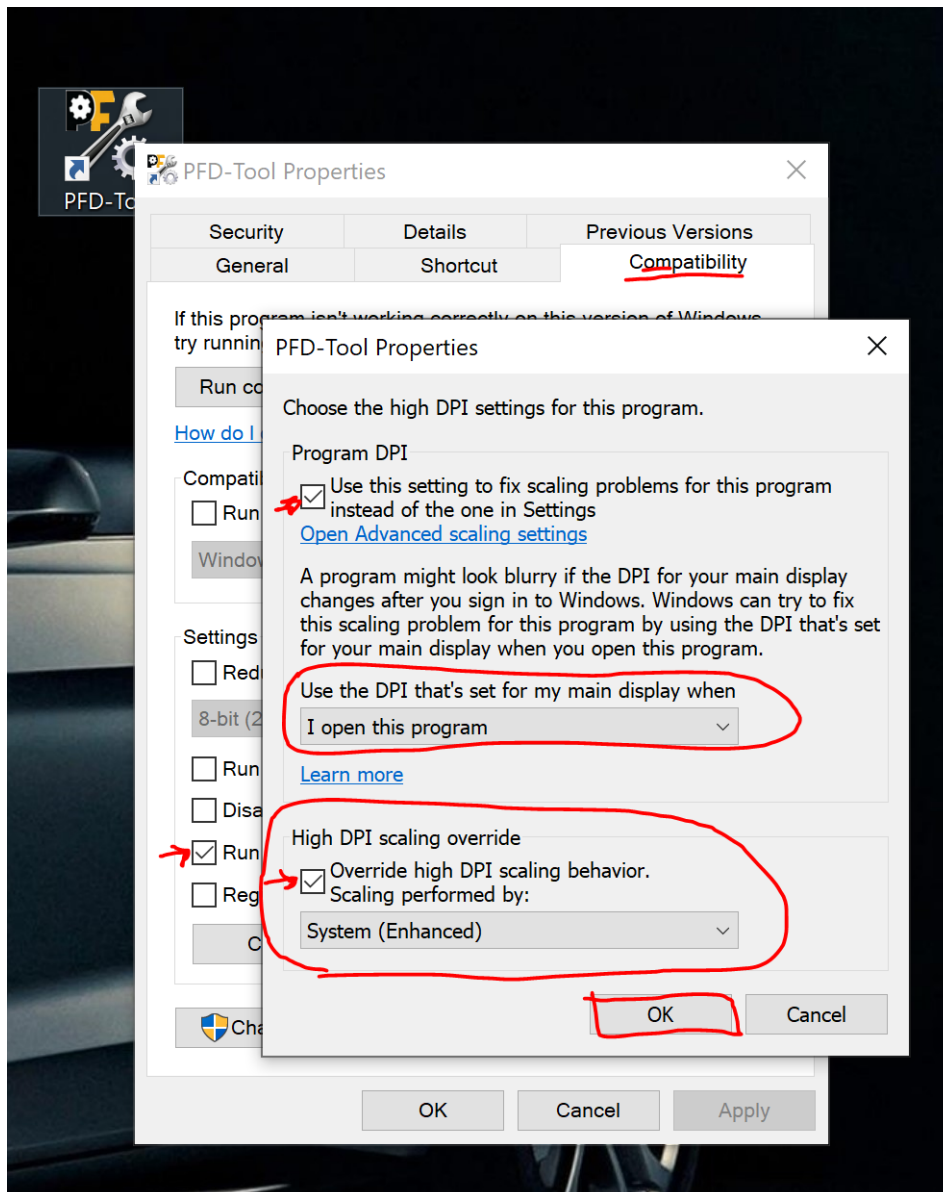 PF
PFD-To
PFD-Tool Properties
Security
Details
Previous Versions
General
Shortcut
Compatibility
If this program isn't working correctly on this version of Windows,
try runnin
Run co
How do I
Compatil
Run
Window
Settings
Redu
8-bit (2
Run
Disa
Run
Reg
C
Cha
OK
Cancel
Apply
PFD-Tool Properties
Choose the high DPI settings for this program.
Program DPI
Use this setting to fix scaling problems for this program
instead of the one in Settings
Open Advanced scaling settings
A program might look blurry if the DPI for your main display
changes after you sign in to Windows. Windows can try to fix
this scaling problem for this program by using the DPI that's set
for your main display when you open this program.
Use the DPI that's set for my main display when
I open this program
Learn more
High DPI scaling override
Override high DPI scaling behavior.
Scaling performed by:
System (Enhanced)
OK
Cancel